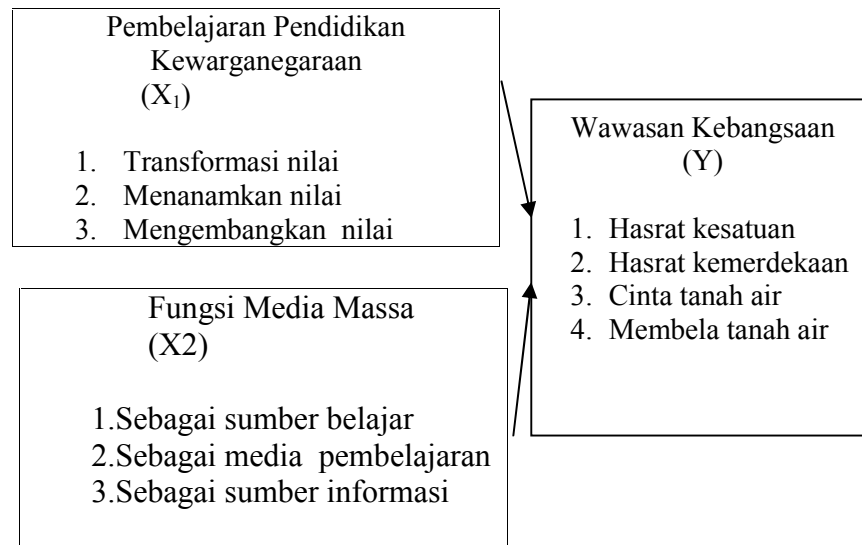 Pembelajaran Pendidikan
Kewarganegaraan
(X₁)
1. Transformasi nilai
2. Menanamkan nilai
3. Mengembangkan nilai
Fungsi Media Massa
(X2)
1.Sebagai sumber belajar
2.Sebagai media pembelajaran
3.Sebagai sumber informasi
Wawasan Kebangsaan
(Y)
1. Hasrat kesatuan
2. Hasrat kemerdekaan
3. Cinta tanah air
4. Membela tanah air